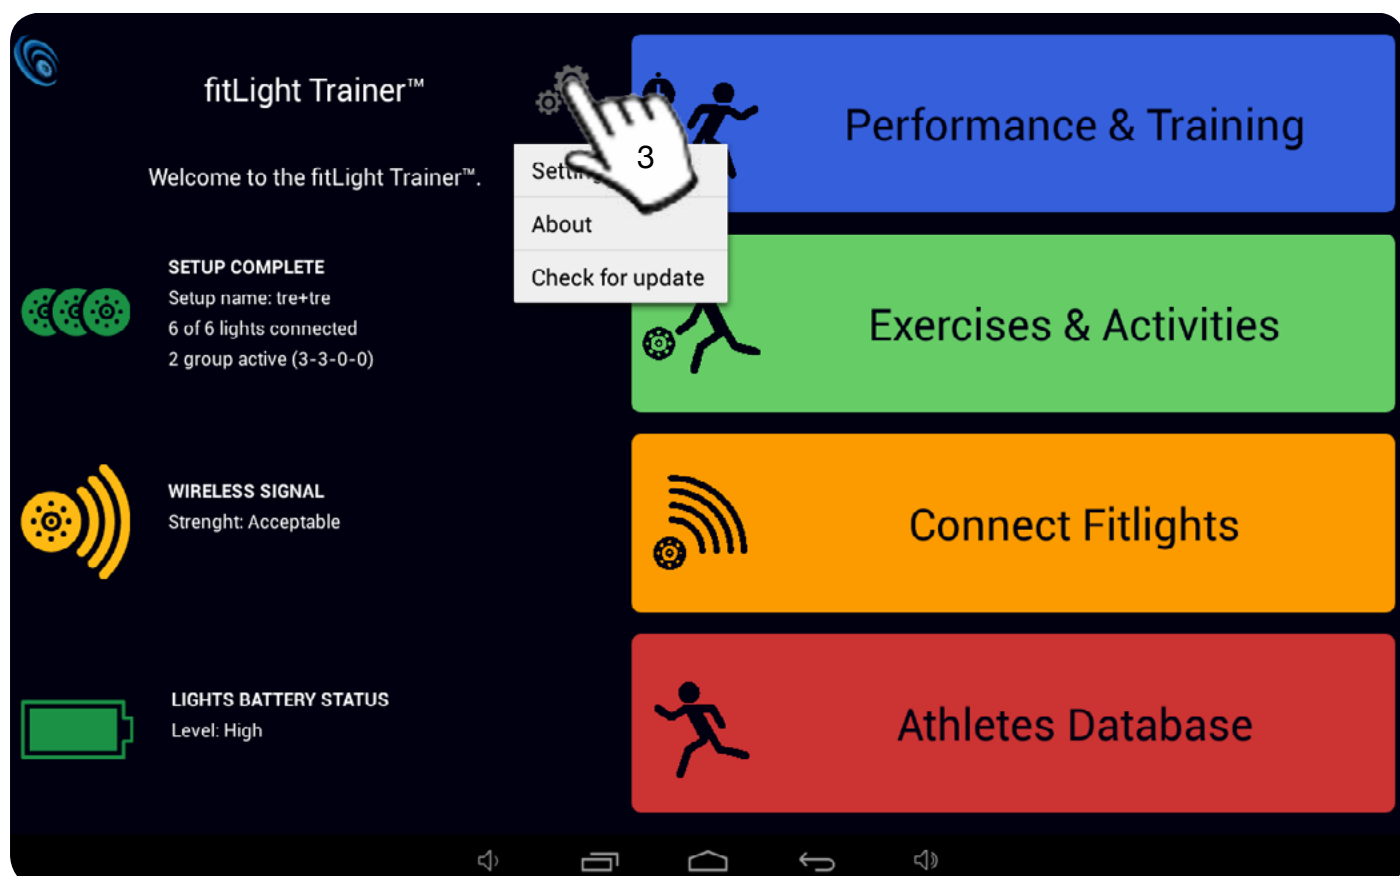 fitLight Trainer™
Welcome to the fitLight Trainer™.
3
Settin
About
Check for update
SETUP COMPLETE
Setup name: tre+tre
6 of 6 lights connected
2 group active (3-3-0-0)
WIRELESS SIGNAL
Strenght: Acceptable
LIGHTS BATTERY STATUS
Level: High
Performance & Training
Exercises & Activities
Connect Fitlights
Athletes Database